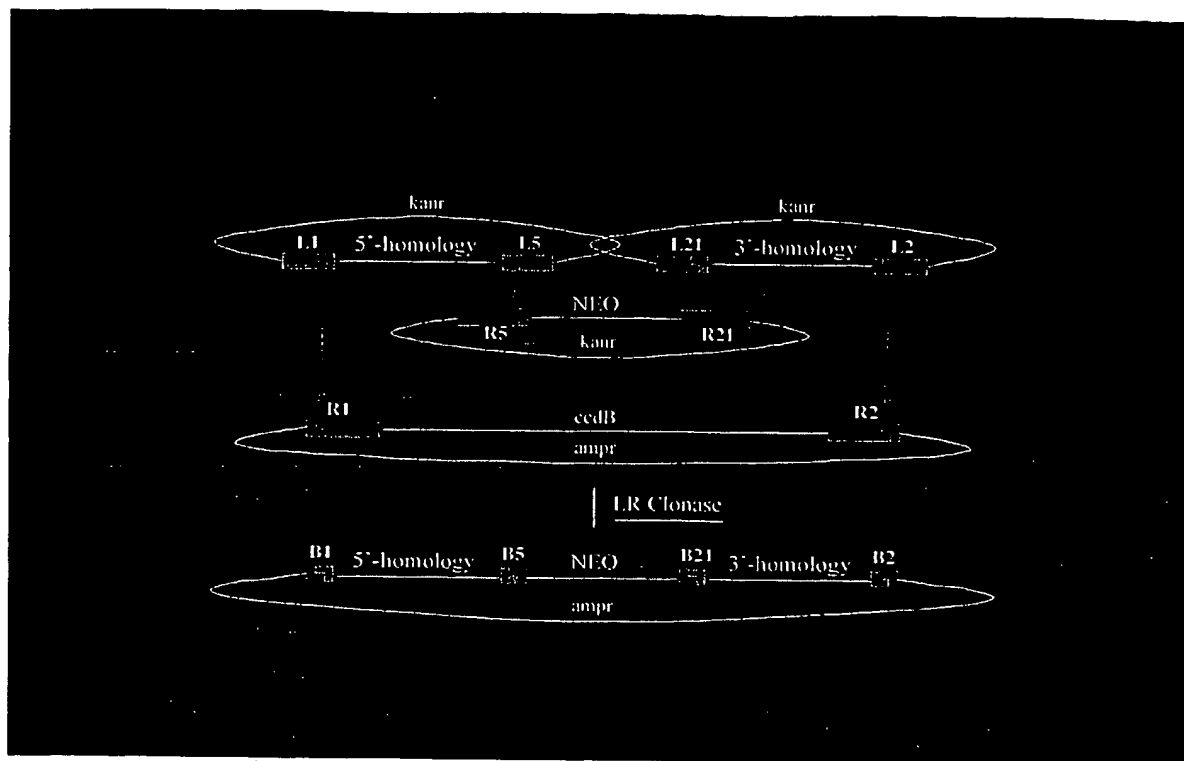 kanr kanr
L1 5'-homology L5 L21 3'-homology L2
NEO
R5 kanr R21
R1 ccdB R2
ampr
LR Clonase
B1 5'-homology B5 NEO B21 3'-homology B2
ampr